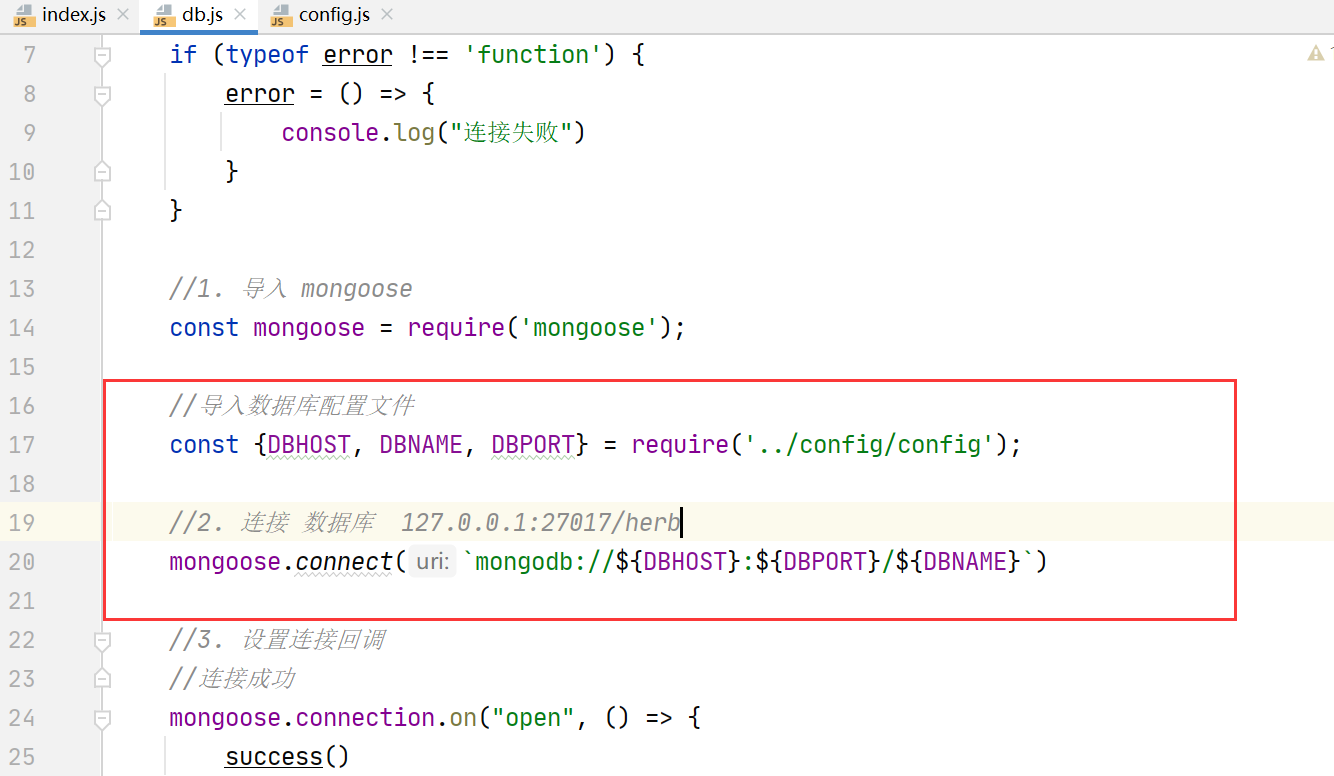 index.js db.js config.js
7 if (typeof error !== 'function') {
8 error = () => {
9 console.log("连接失败")
10 }
11 }
12
13 //1. 导入 mongoose
14 const mongoose = require('mongoose');
15
16 //导入数据库配置文件
17 const {DBHOST, DBNAME, DBPORT} = require('../config/config');
18
19 //2. 连接 数据库  127.0.0.1:27017/herb
20 mongoose.connect( uri: `mongodb://${DBHOST}:${DBPORT}/${DBNAME}`)
21
22 //3. 设置连接回调
23 //连接成功
24 mongoose.connection.on("open", () => {
25 success()